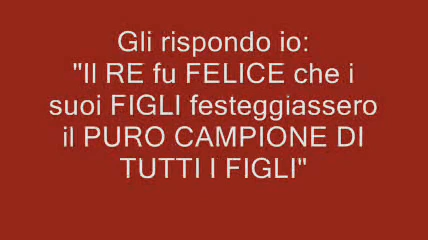 Gli rispondo io:
"Il RE fu FELICE che i
suoi FIGLI festeggiassero
il PURO CAMPIONE DI
TUTTI I FIGLI"